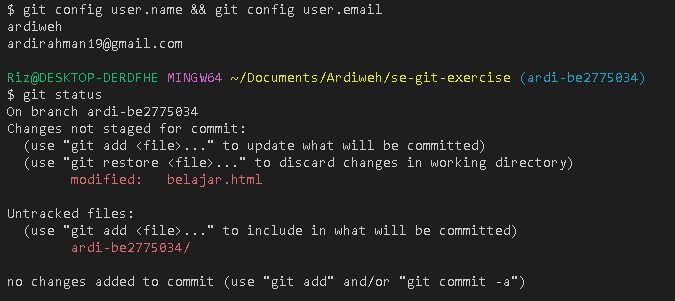 $ git config user.name && git config user.email
ardiweh
ardirahman19@gmail.com
Riz@DESKTOP-DERDFHE MINGW64 ~/Documents/Ardiweh/se-git-exercise (ardi-be2775034)
$ git status
On branch ardi-be2775034
Changes not staged for commit:
  (use "git add <file>..." to update what will be committed)
  (use "git restore <file>..." to discard changes in working directory)
        modified:   belajar.html
Untracked files:
  (use "git add <file>..." to include in what will be committed)
        ardi-be2775034/
no changes added to commit (use "git add" and/or "git commit -a")